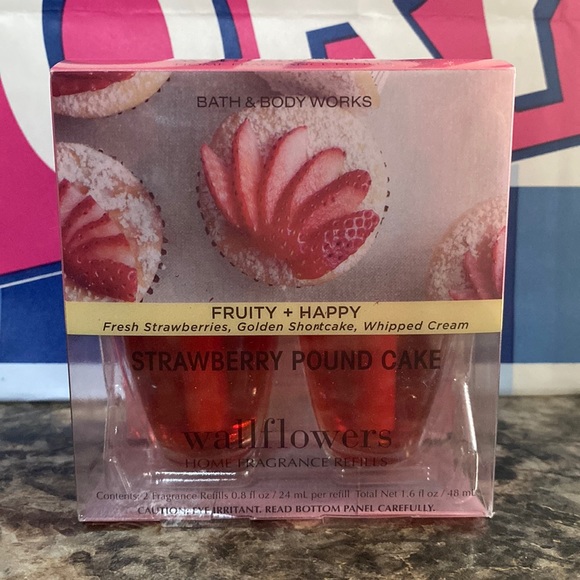 BATH & BODY WORKS
FRUITY + HAPPY
Fresh Strawberries, Golden Shortcake, Whipped Cream
STRAWBERRY POUND CAKE
wallflowers
HOME FRAGRANCE REFILLS
Contents: 2 Fragrance Refills 0.8 fl oz / 24 mL per refill Total Net 1.6 fl oz / 48 mL
CAUTION: EYE IRRITANT. READ BOTTOM PANEL CAREFULLY.